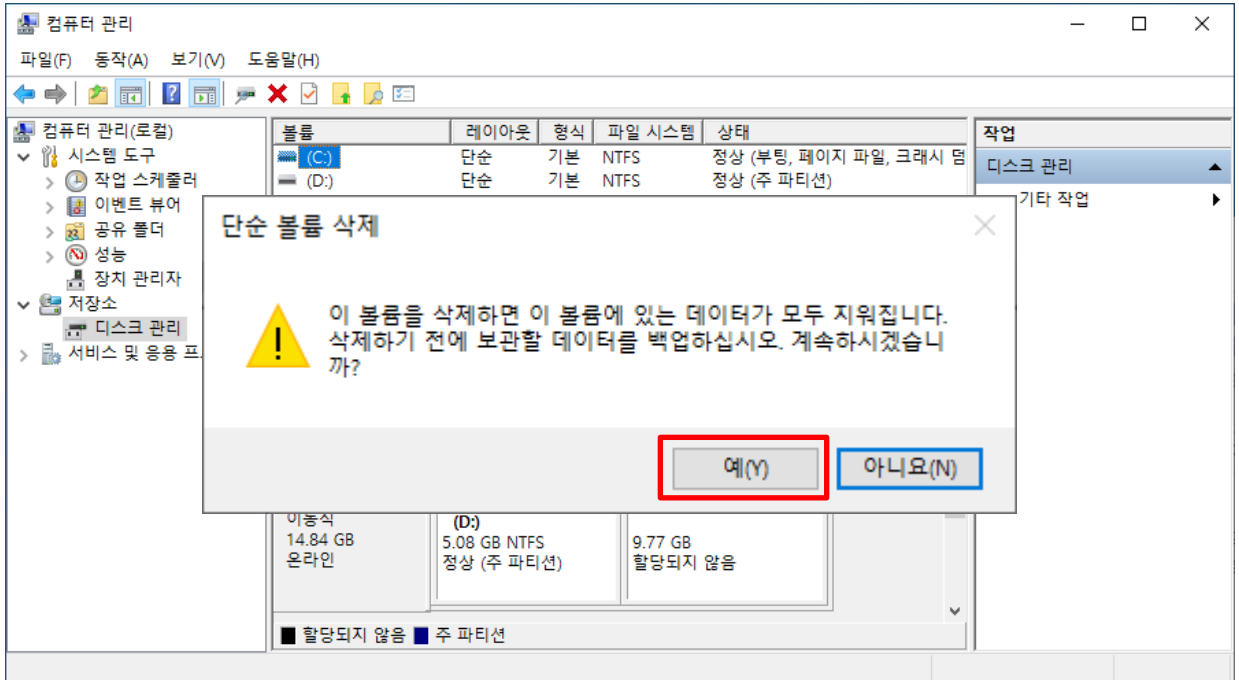 컴퓨터 관리
파일(F) 동작(A) 보기(V) 도움말(H)
컴퓨터 관리(로컬)
시스템 도구
작업 스케줄러
이벤트 뷰어
공유 폴더
성능
장치 관리자
저장소
디스크 관리
서비스 및 응용 프
볼륨 레이아웃 형식 파일 시스템 상태
(C:) 단순 기본 NTFS 정상 (부팅, 페이지 파일, 크래시 덤
(D:) 단순 기본 NTFS 정상 (주 파티션)
작업
디스크 관리
기타 작업
단순 볼륨 삭제
이 볼륨을 삭제하면 이 볼륨에 있는 데이터가 모두 지워집니다.
삭제하기 전에 보관할 데이터를 백업하십시오. 계속하시겠습니
까?
예(Y) 아니요(N)
이동식
14.84 GB
온라인
(D:)
5.08 GB NTFS
정상 (주 파티션)
9.77 GB
할당되지 않음
할당되지 않음 주 파티션